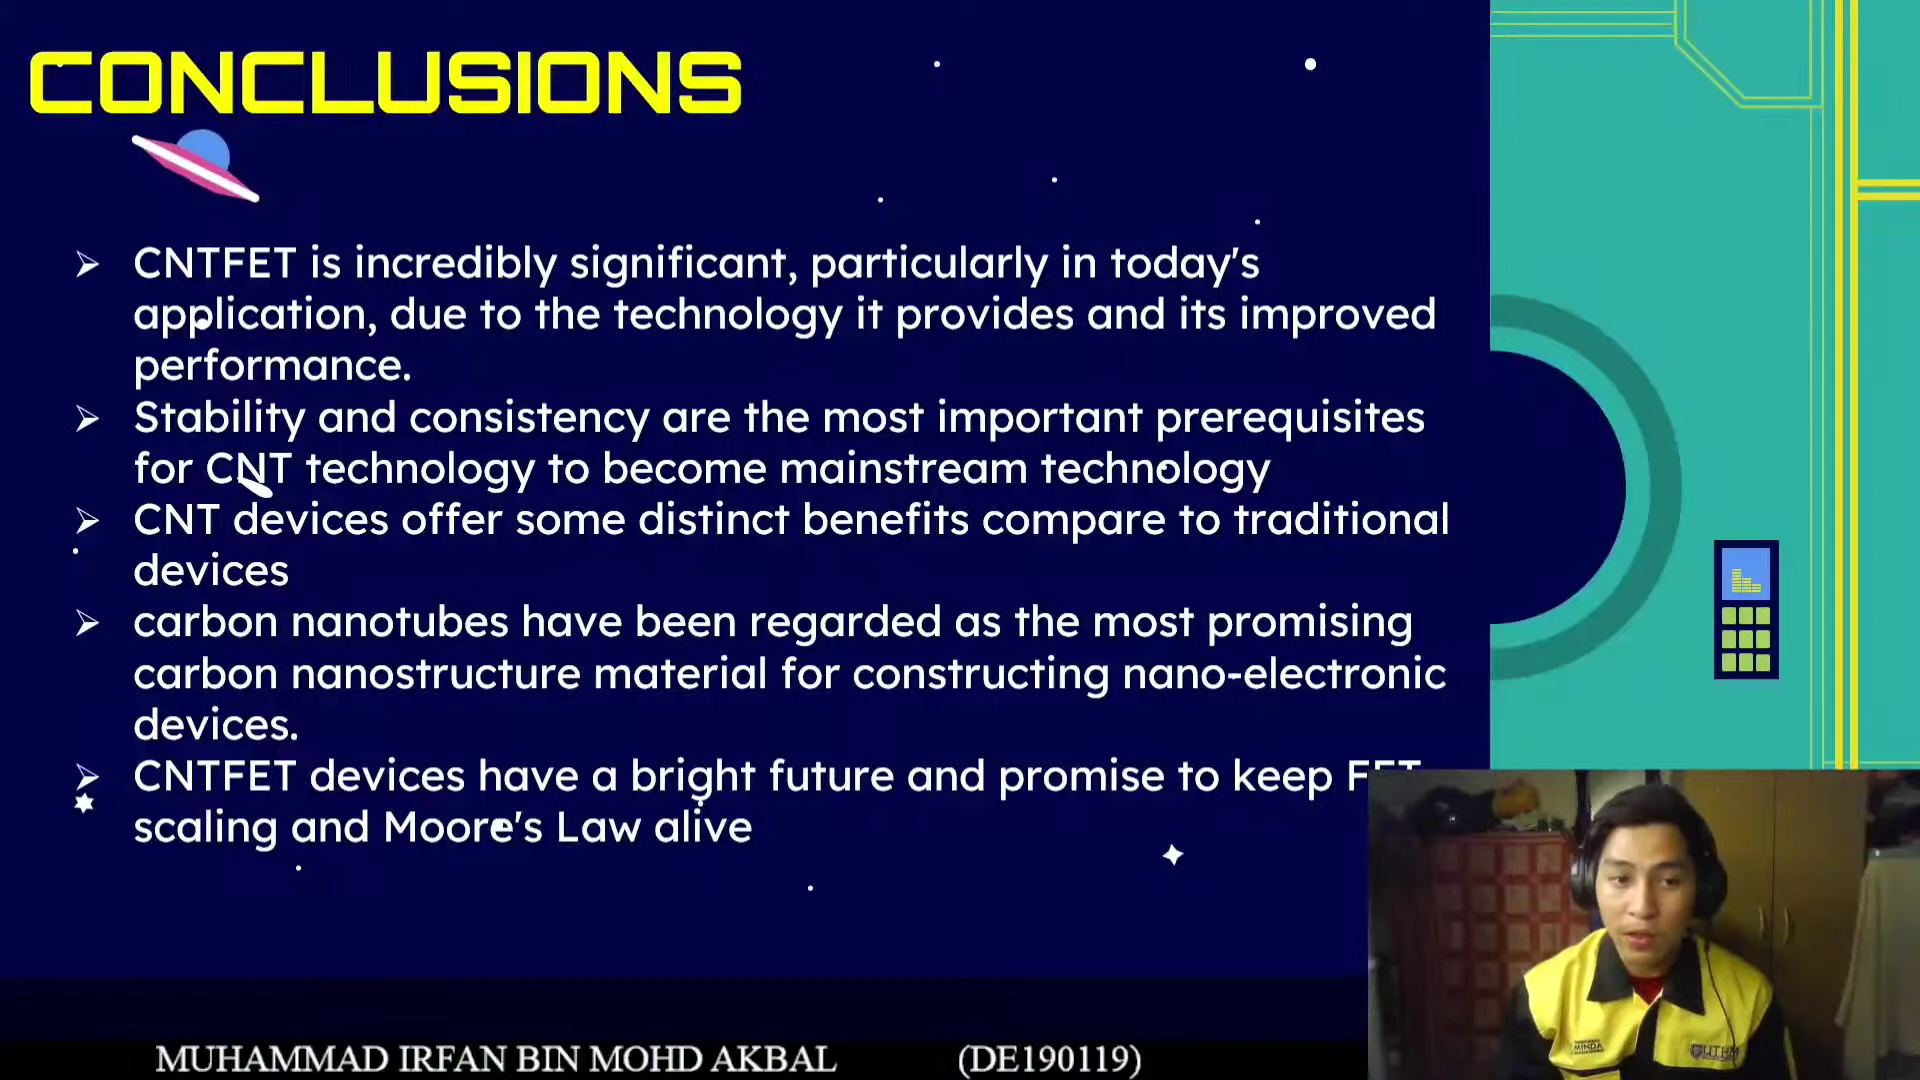 CONCLUSIONS
CNTFET is incredibly significant, particularly in today's
application, due to the technology it provides and its improved
performance.
Stability and consistency are the most important prerequisites
for CNT technology to become mainstream technology
CNT devices offer some distinct benefits compare to traditional
devices
carbon nanotubes have been regarded as the most promising
carbon nanostructure material for constructing nano-electronic
devices.
CNTFET devices have a bright future and promise to keep FET
scaling and Moore's Law alive
MINDA
UTHM
MUHAMMAD IRFAN BIN MOHD AKBAL (DE190119)